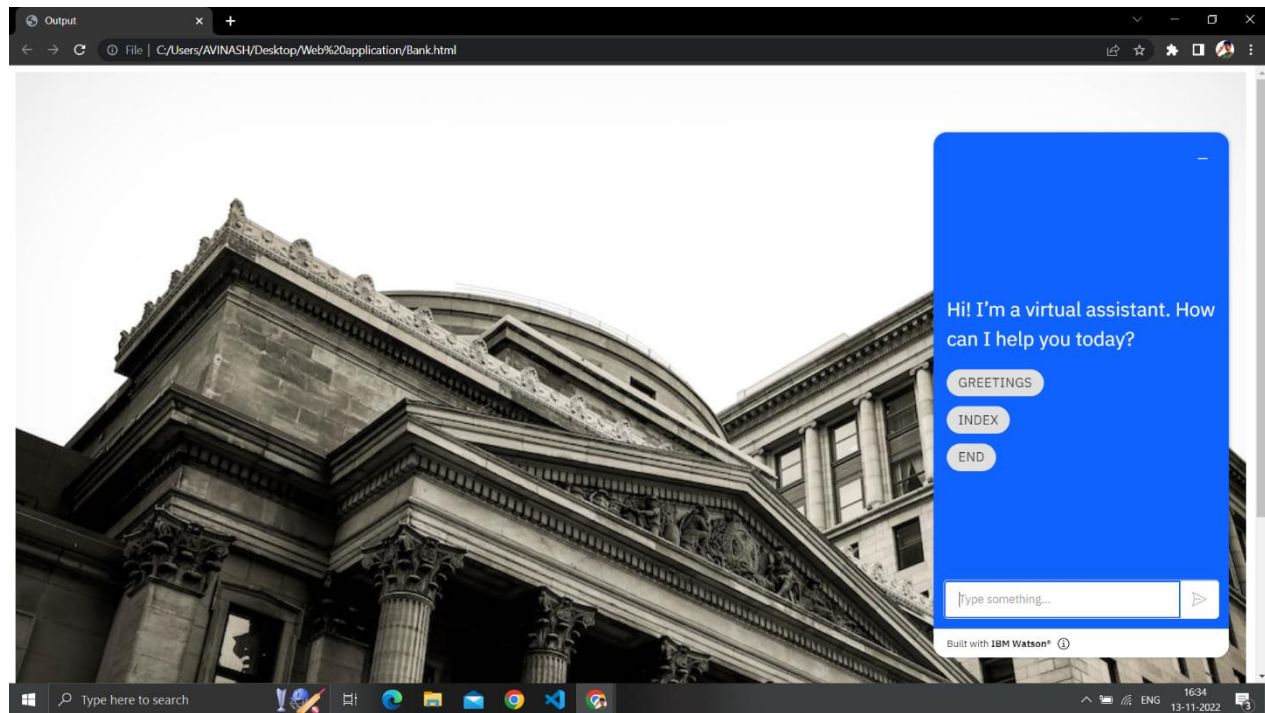 Output
File | C:/Users/AVINASH/Desktop/Web%20application/Bank.html
Hi! I'm a virtual assistant. How
can I help you today?
GREETINGS
INDEX
END
Type something...
Built with IBM Watson®
Type here to search
ENG
16:34
13-11-2022
3